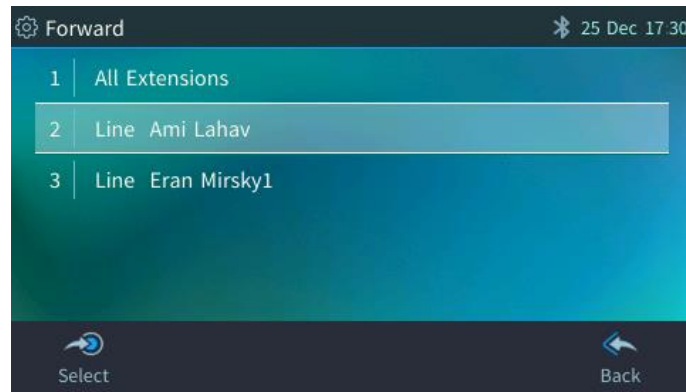 Forward
25 Dec 17:30
1 All Extensions
2 Line Ami Lahav
3 Line Eran Mirsky1
Select
Back